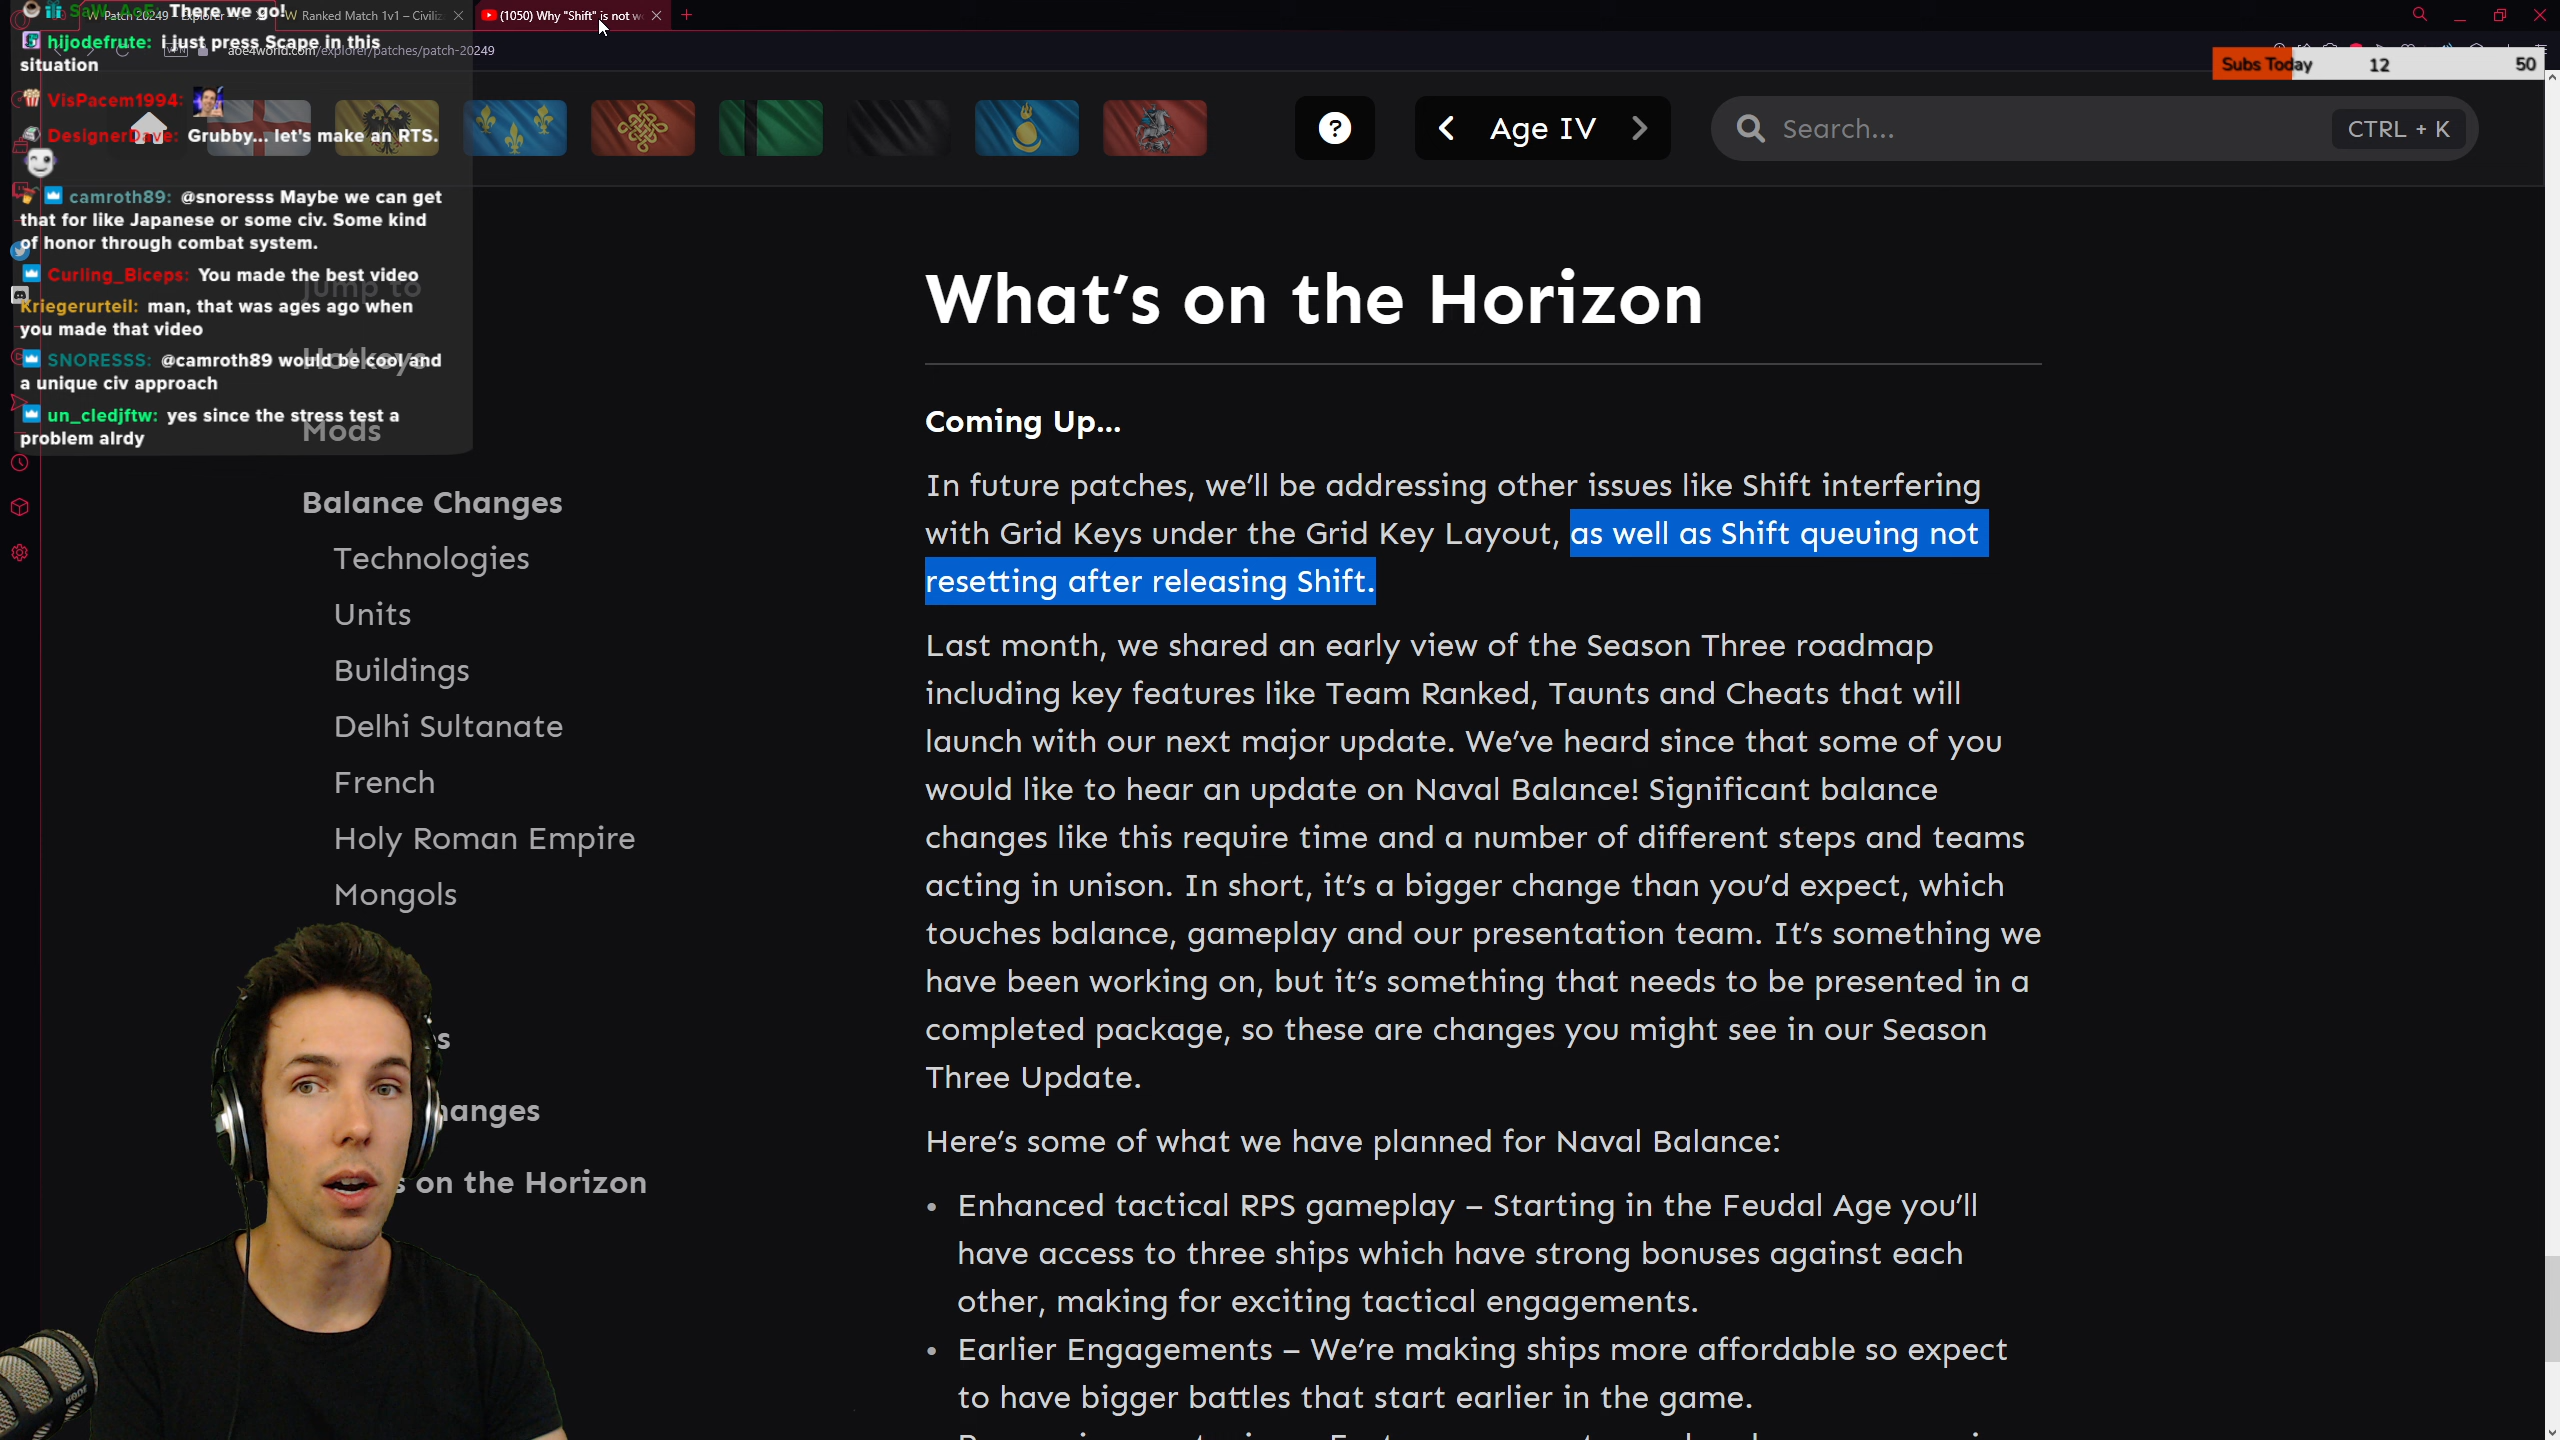 Patch 20249 - Explorer
Ranked Match 1v1 – Civiliz
(1050) Why "Shift" is not w
There we go!
hijodefrute: i just press Scape in this
situation
aoe4world.com/explorer/patches/patch-20249
Subs Today 12 50
VisPacem1994:
DesignerDave: Grubby... let's make an RTS.
Age IV
Search...
CTRL + K
camroth89: @snoresss Maybe we can get
that for like Japanese or some civ. Some kind
of honor through combat system.
Curling_Biceps: You made the best video
Kriegerurteil: man, that was ages ago when
you made that video
SNORESSS: @camroth89 would be cool and
a unique civ approach
un_cledjftw: yes since the stress test a
problem alrdy
Jump to
Hotkeys
Mods
Balance Changes
Technologies
Units
Buildings
Delhi Sultanate
French
Holy Roman Empire
Mongols
s
hanges
s on the Horizon
What's on the Horizon
Coming Up...
In future patches, we'll be addressing other issues like Shift interfering
with Grid Keys under the Grid Key Layout, as well as Shift queuing not
resetting after releasing Shift.
Last month, we shared an early view of the Season Three roadmap
including key features like Team Ranked, Taunts and Cheats that will
launch with our next major update. We've heard since that some of you
would like to hear an update on Naval Balance! Significant balance
changes like this require time and a number of different steps and teams
acting in unison. In short, it's a bigger change than you'd expect, which
touches balance, gameplay and our presentation team. It's something we
have been working on, but it's something that needs to be presented in a
completed package, so these are changes you might see in our Season
Three Update.
Here's some of what we have planned for Naval Balance:
• Enhanced tactical RPS gameplay – Starting in the Feudal Age you'll
have access to three ships which have strong bonuses against each
other, making for exciting tactical engagements.
• Earlier Engagements – We're making ships more affordable so expect
to have bigger battles that start earlier in the game.